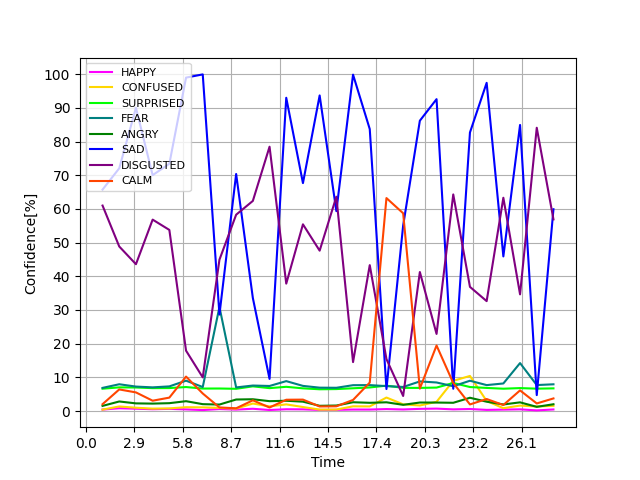 HAPPY
CONFUSED
SURPRISED
FEAR
ANGRY
SAD
DISGUSTED
CALM
100
90
80
70
60
50
40
30
20
10
0
Confidence[%]
0.0 2.9 5.8 8.7 11.6 14.5 17.4 20.3 23.2 26.1
Time